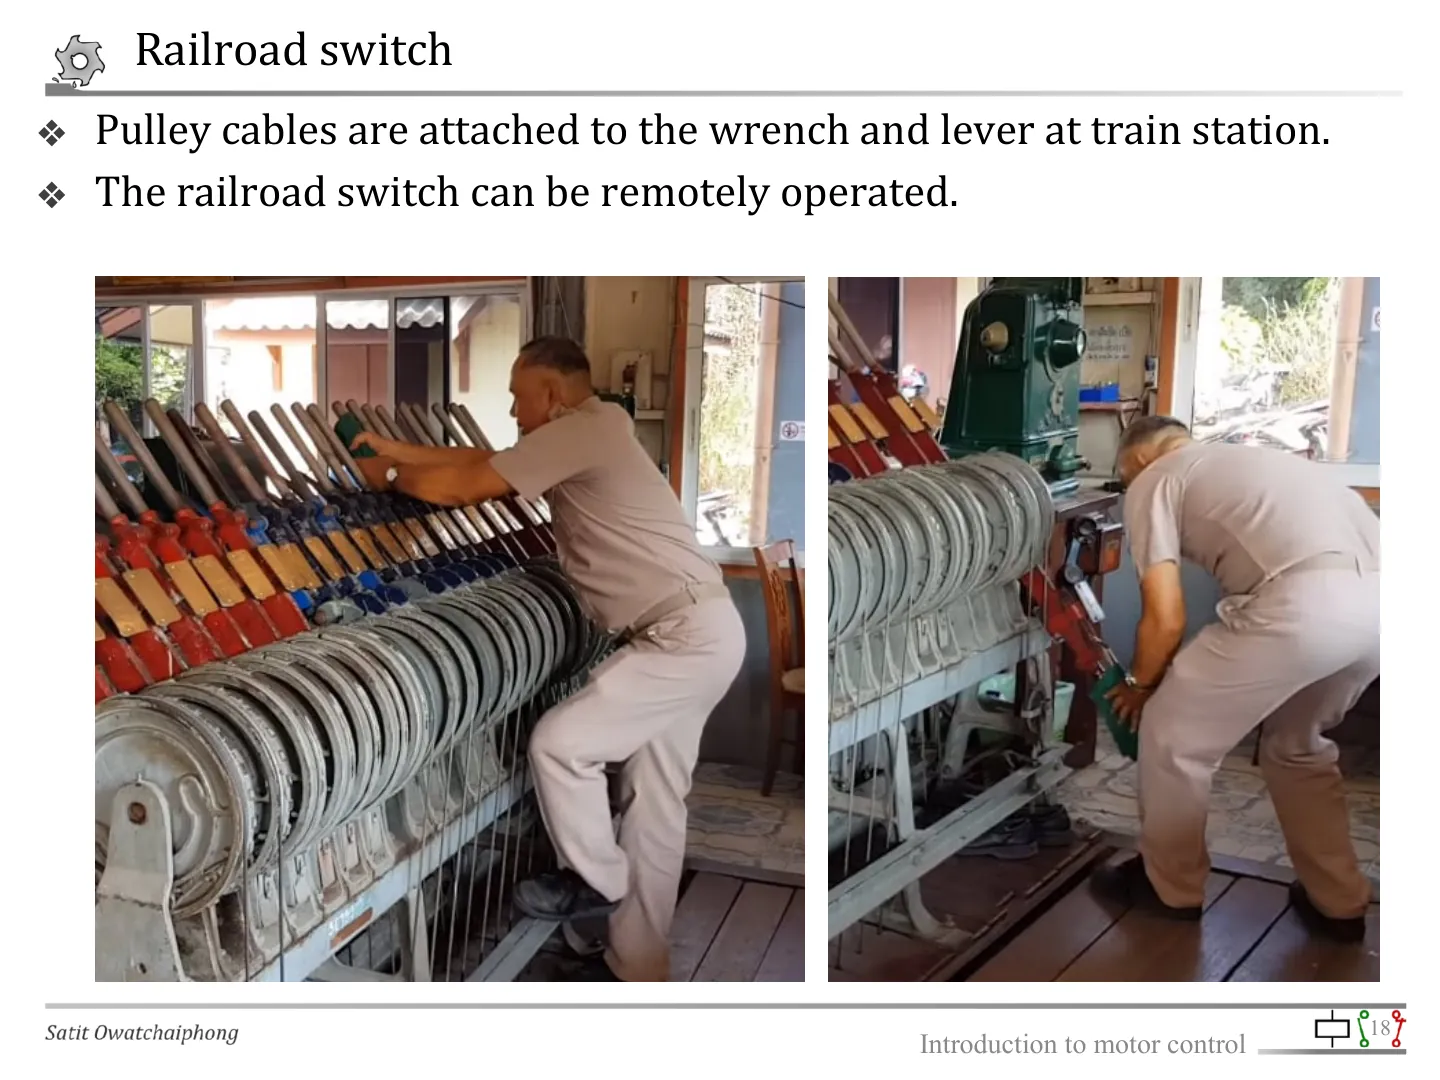 Railroad switch
Pulley cables are attached to the wrench and lever at train station.
The railroad switch can be remotely operated.
Satit Owatchaiphong
Introduction to motor control
18